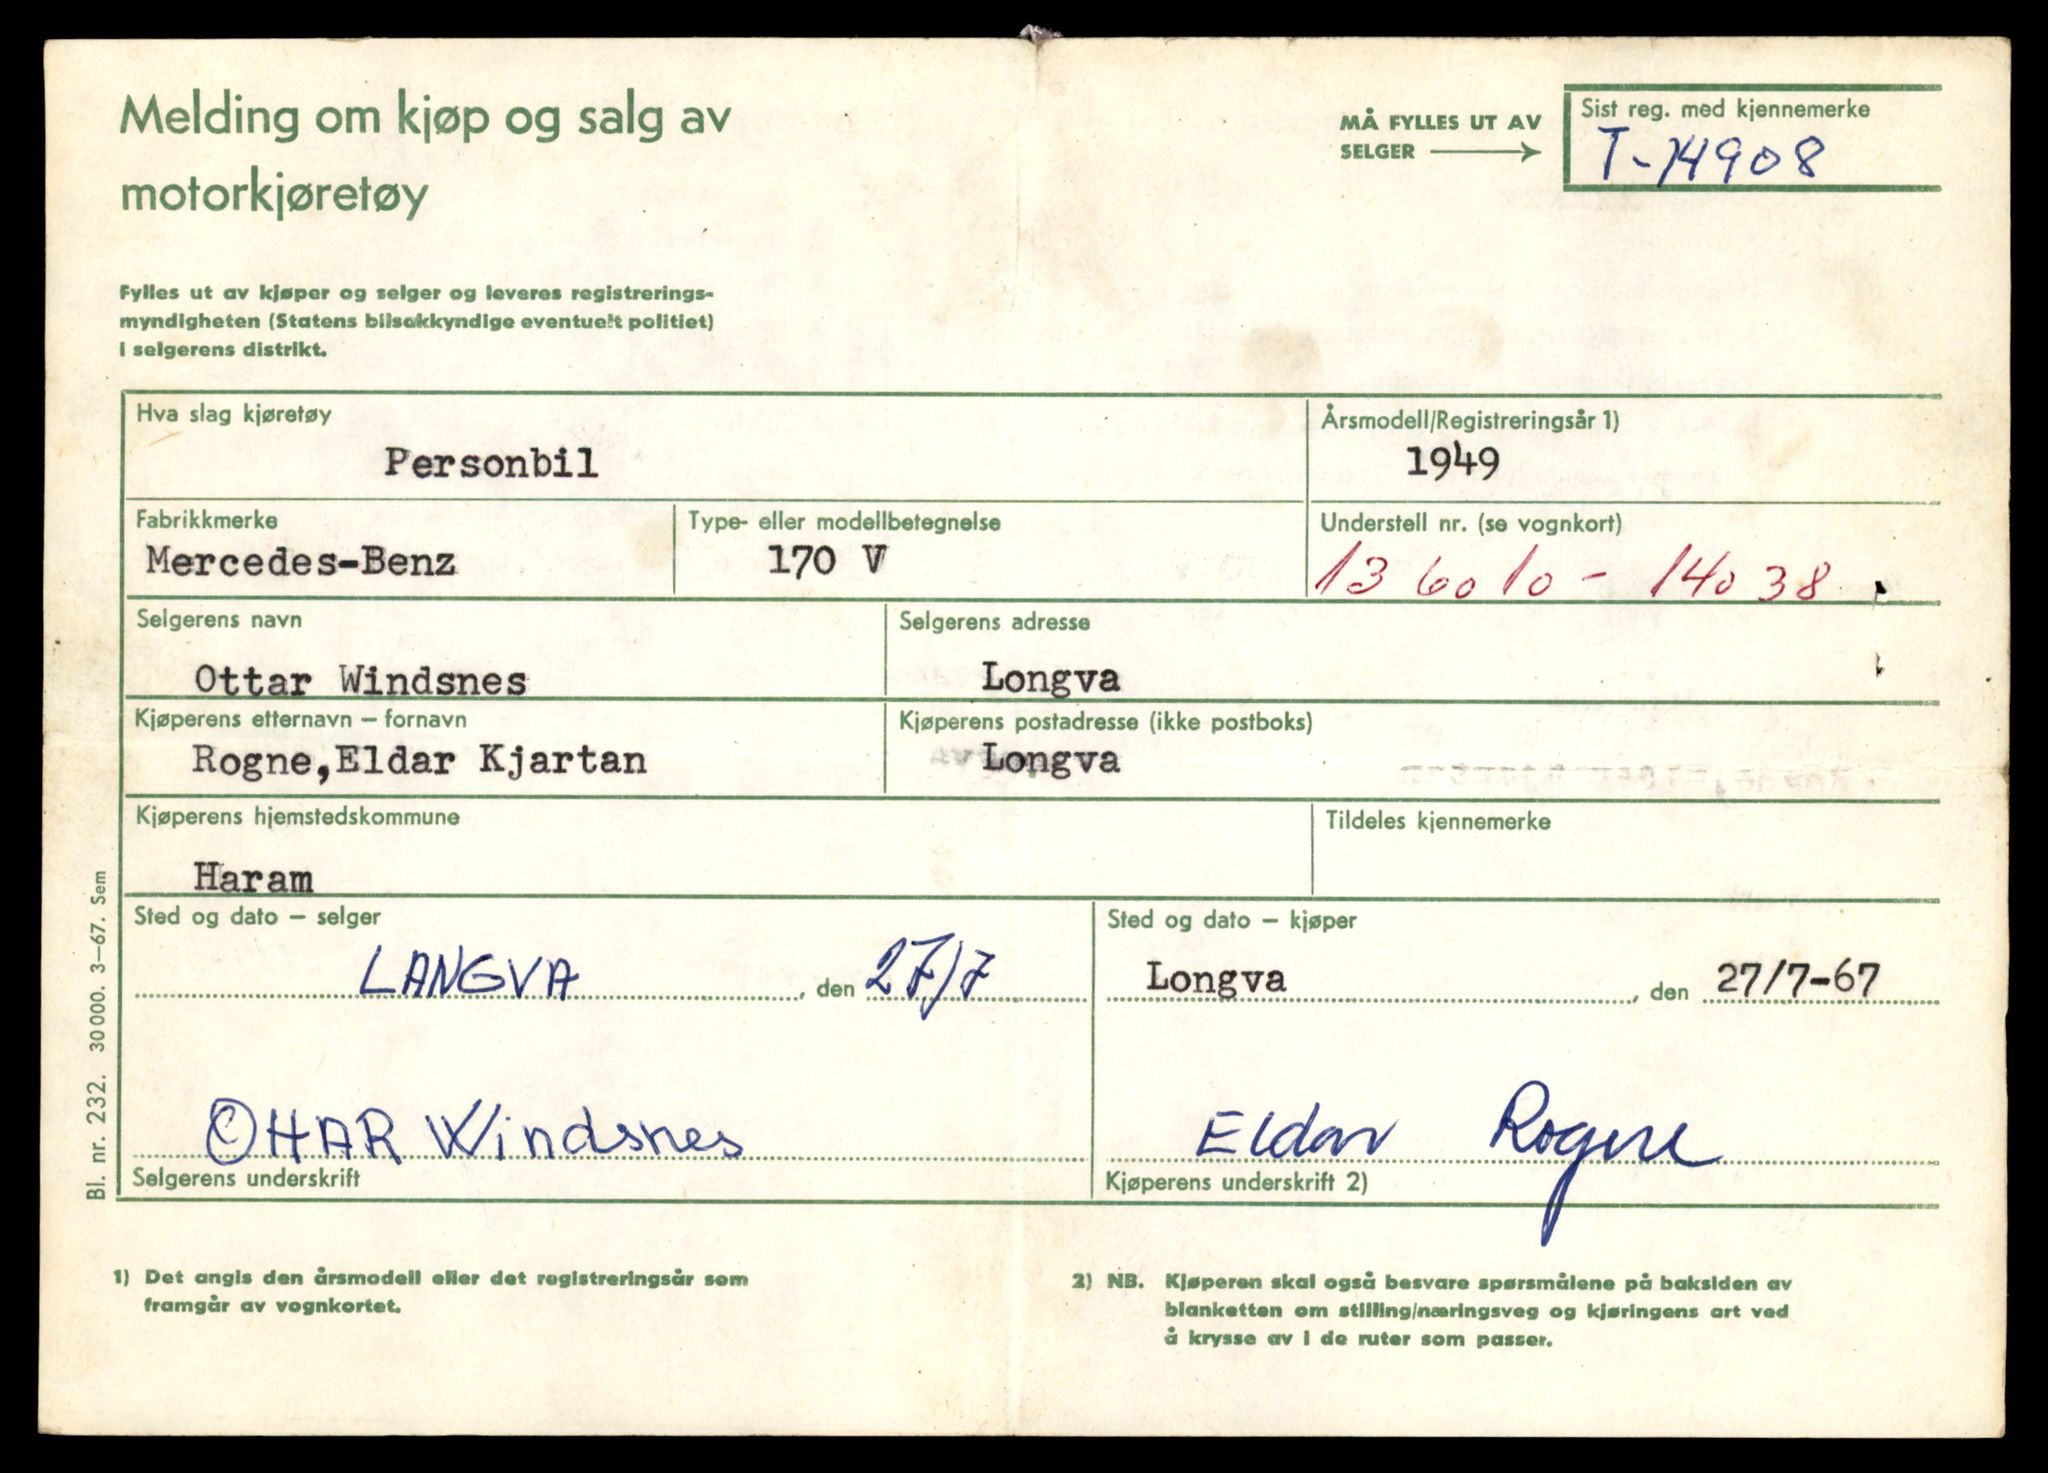 Melding om kjøp og salg av
motorkjøretøy
MÅ FYLLES UT AV
SELGER
Sist reg. med kjennemerke
T-14908
Fylles ut av kjøper og selger og leveres registrerings-
myndigheten (Statens bilsakkyndige eventuelt politiet)
i selgerens distrikt.
Hva slag kjøretøy
Personbil
Årsmodell/Registreringsår 1)
1949
Fabrikkmerke
Mercedes-Benz
Type- eller modellbetegnelse
170 V
Understell nr. (se vognkort)
136010-14038
Selgerens navn
Ottar Windsnes
Selgerens adresse
Longva
Kjøperens etternavn – fornavn
Rogne,Eldar Kjartan
Kjøperens postadresse (ikke postboks)
Longva
Kjøperens hjemstedskommune
Haram
Tildeles kjennemerke
Sted og dato – selger
LANGVA, den 27/7
Sted og dato – kjøper
Longva, den 27/7-67
OttAR Windsnes
Selgerens underskrift
Eldar Rogne
Kjøperens underskrift 2)
Bl. nr. 232. 30000. 3–67. Sem
1) Det angis den årsmodell eller det registreringsår som
framgår av vognkortet.
2) NB. Kjøperen skal også besvare spørsmålene på baksiden av
blanketten om stilling/næringsveg og kjøringens art ved
å krysse av i de ruter som passer.